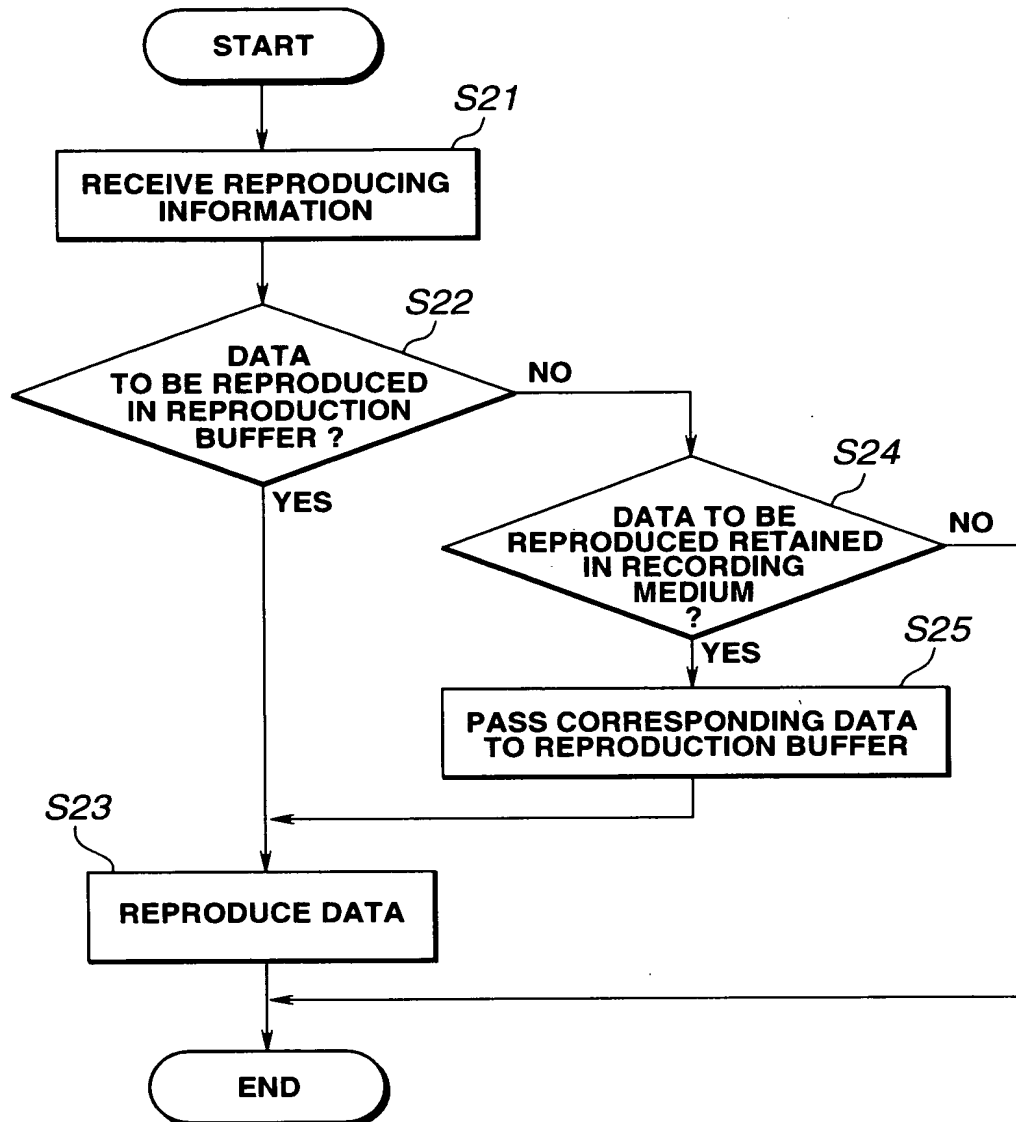 START
S21
RECEIVE REPRODUCING
INFORMATION
S22
DATA
TO BE REPRODUCED
IN REPRODUCTION
BUFFER ?
NO
YES
S24
DATA TO BE
REPRODUCED RETAINED
IN RECORDING
MEDIUM
?
NO
YES
S25
PASS CORRESPONDING DATA
TO REPRODUCTION BUFFER
S23
REPRODUCE DATA
END